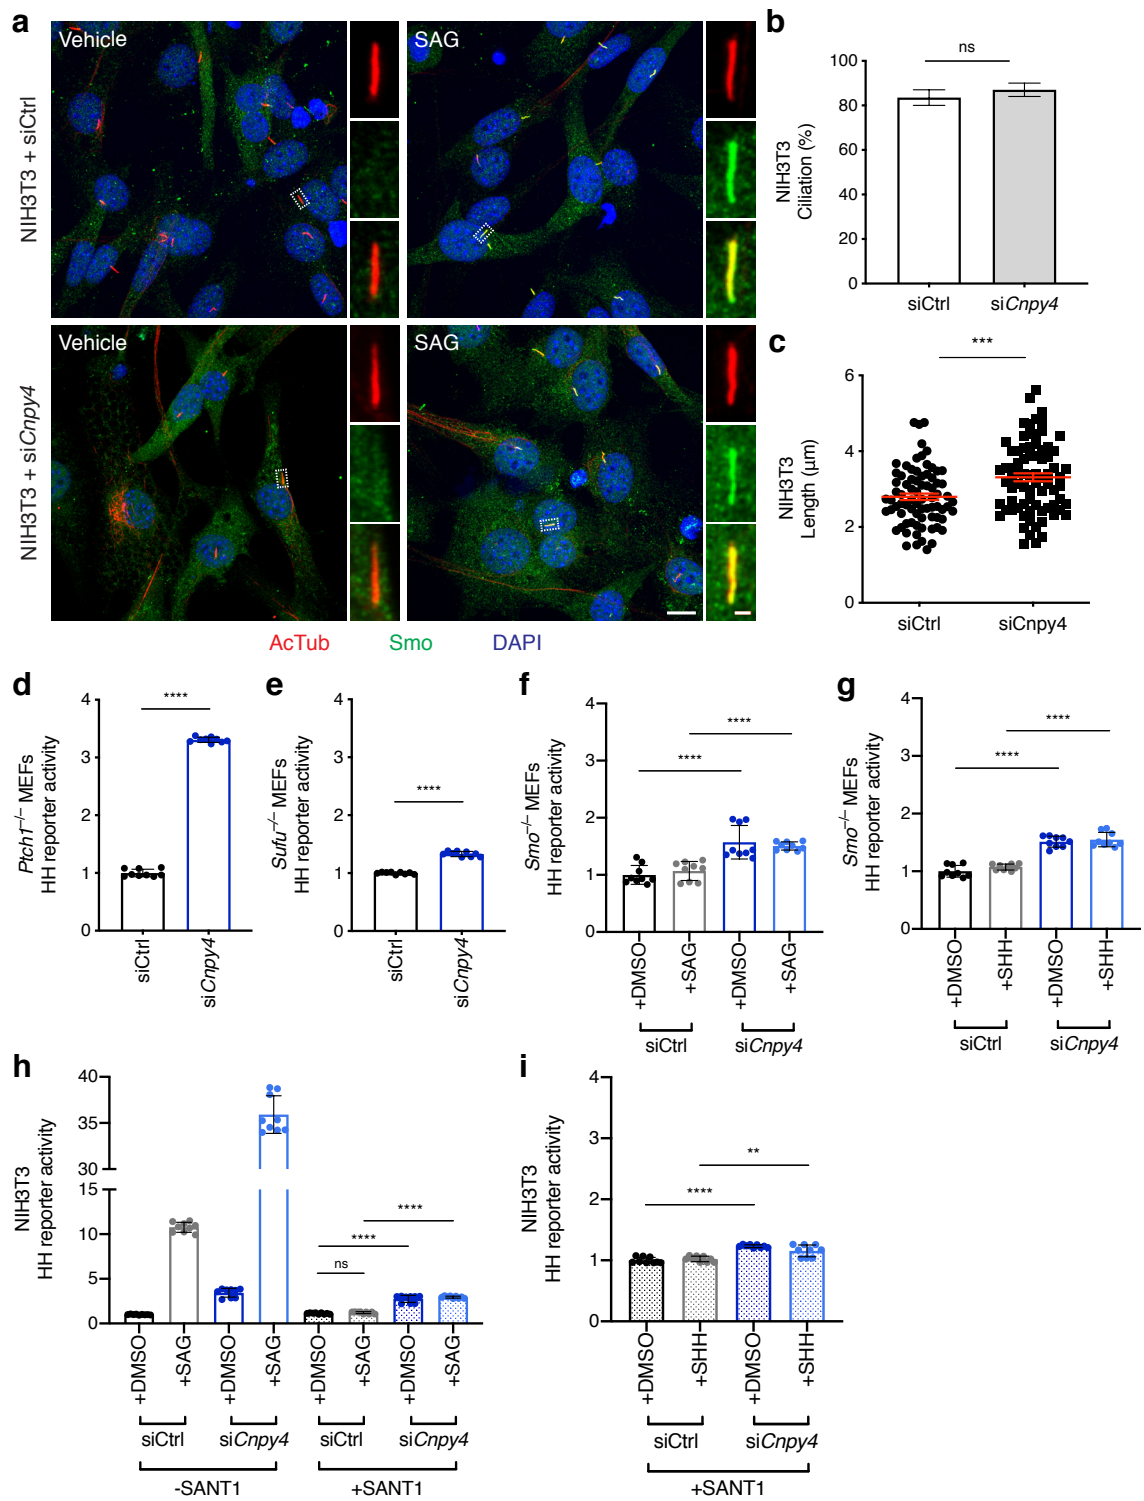 a
Vehicle
SAG
NIH3T3 + siCtrl
Vehicle
SAG
NIH3T3 + siCnpy4
AcTub Smo DAPI
b
ns
100
80
60
40
20
0
NIH3T3
Ciliation (%)
siCtrl siCnpy4
c
***
6
4
2
0
NIH3T3
Length (μm)
siCtrl siCnpy4
d
****
4
3
2
1
0
Ptch1–/– MEFs
HH reporter activity
siCtrl
siCnpy4
e
****
4
3
2
1
0
Sufu–/– MEFs
HH reporter activity
siCtrl
siCnpy4
f
****
****
4
3
2
1
0
Smo–/– MEFs
HH reporter activity
+DMSO
+SAG
+DMSO
+SAG
siCtrl siCnpy4
g
****
****
4
3
2
1
0
Smo–/– MEFs
HH reporter activity
+DMSO
+SHH
+DMSO
+SHH
siCtrl siCnpy4
h
40
35
30
15
10
5
0
NIH3T3
HH reporter activity
****
****
ns
+DMSO
+SAG
+DMSO
+SAG
+DMSO
+SAG
+DMSO
+SAG
siCtrl siCnpy4 siCtrl siCnpy4
-SANT1 +SANT1
i
4
3
2
1
0
NIH3T3
HH reporter activity
**
****
+DMSO
+SHH
+DMSO
+SHH
siCtrl siCnpy4
+SANT1